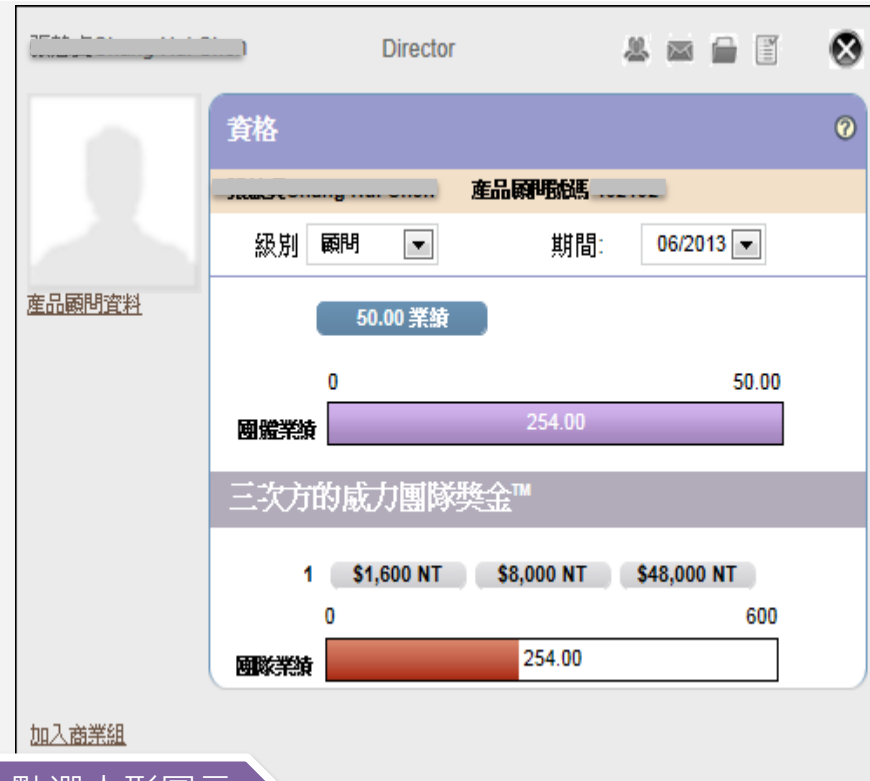 Director
資格
產品顧問號碼
級別 顧問 期間: 06/2013
產品顧問資料
50.00 業績
0 50.00
團體業績 254.00
三次方的威力團隊獎金™
1 $1,600 NT $8,000 NT $48,000 NT
0 600
團隊業績 254.00
加入商業組